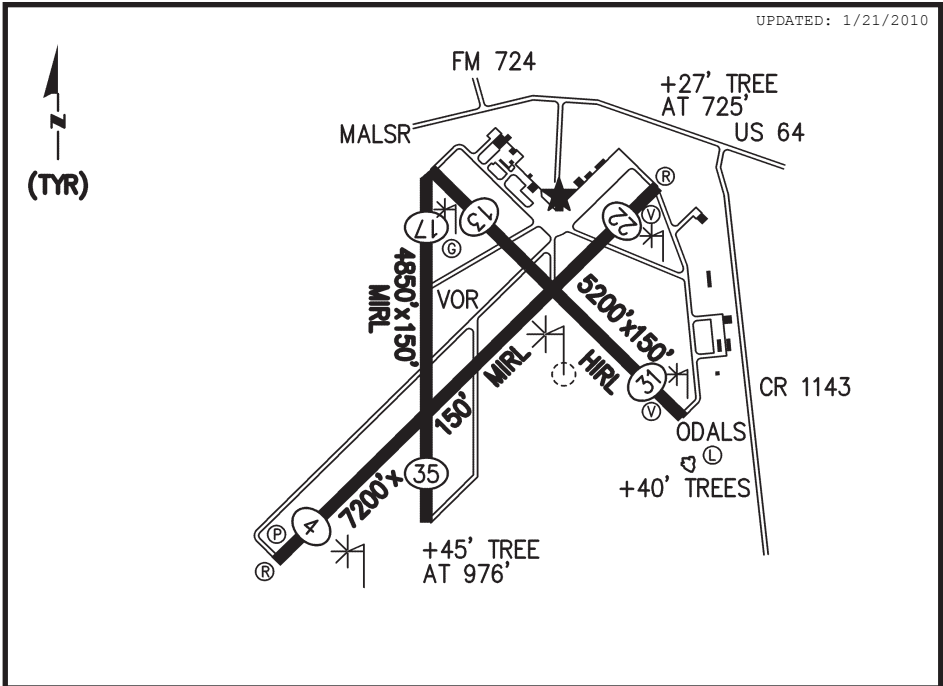 UPDATED: 1/21/2010
FM 724
+27' TREE
AT 725'
US 64
MALSR
N
(TYR)
R
17
13
22
V
G
4850'x150'
MIRL
VOR
5200'x150'
HIRL
MIRL
31
V
CR 1143
150'
7200'x
35
ODALS
L
+40' TREES
4
P
R
+45' TREE
AT 976'